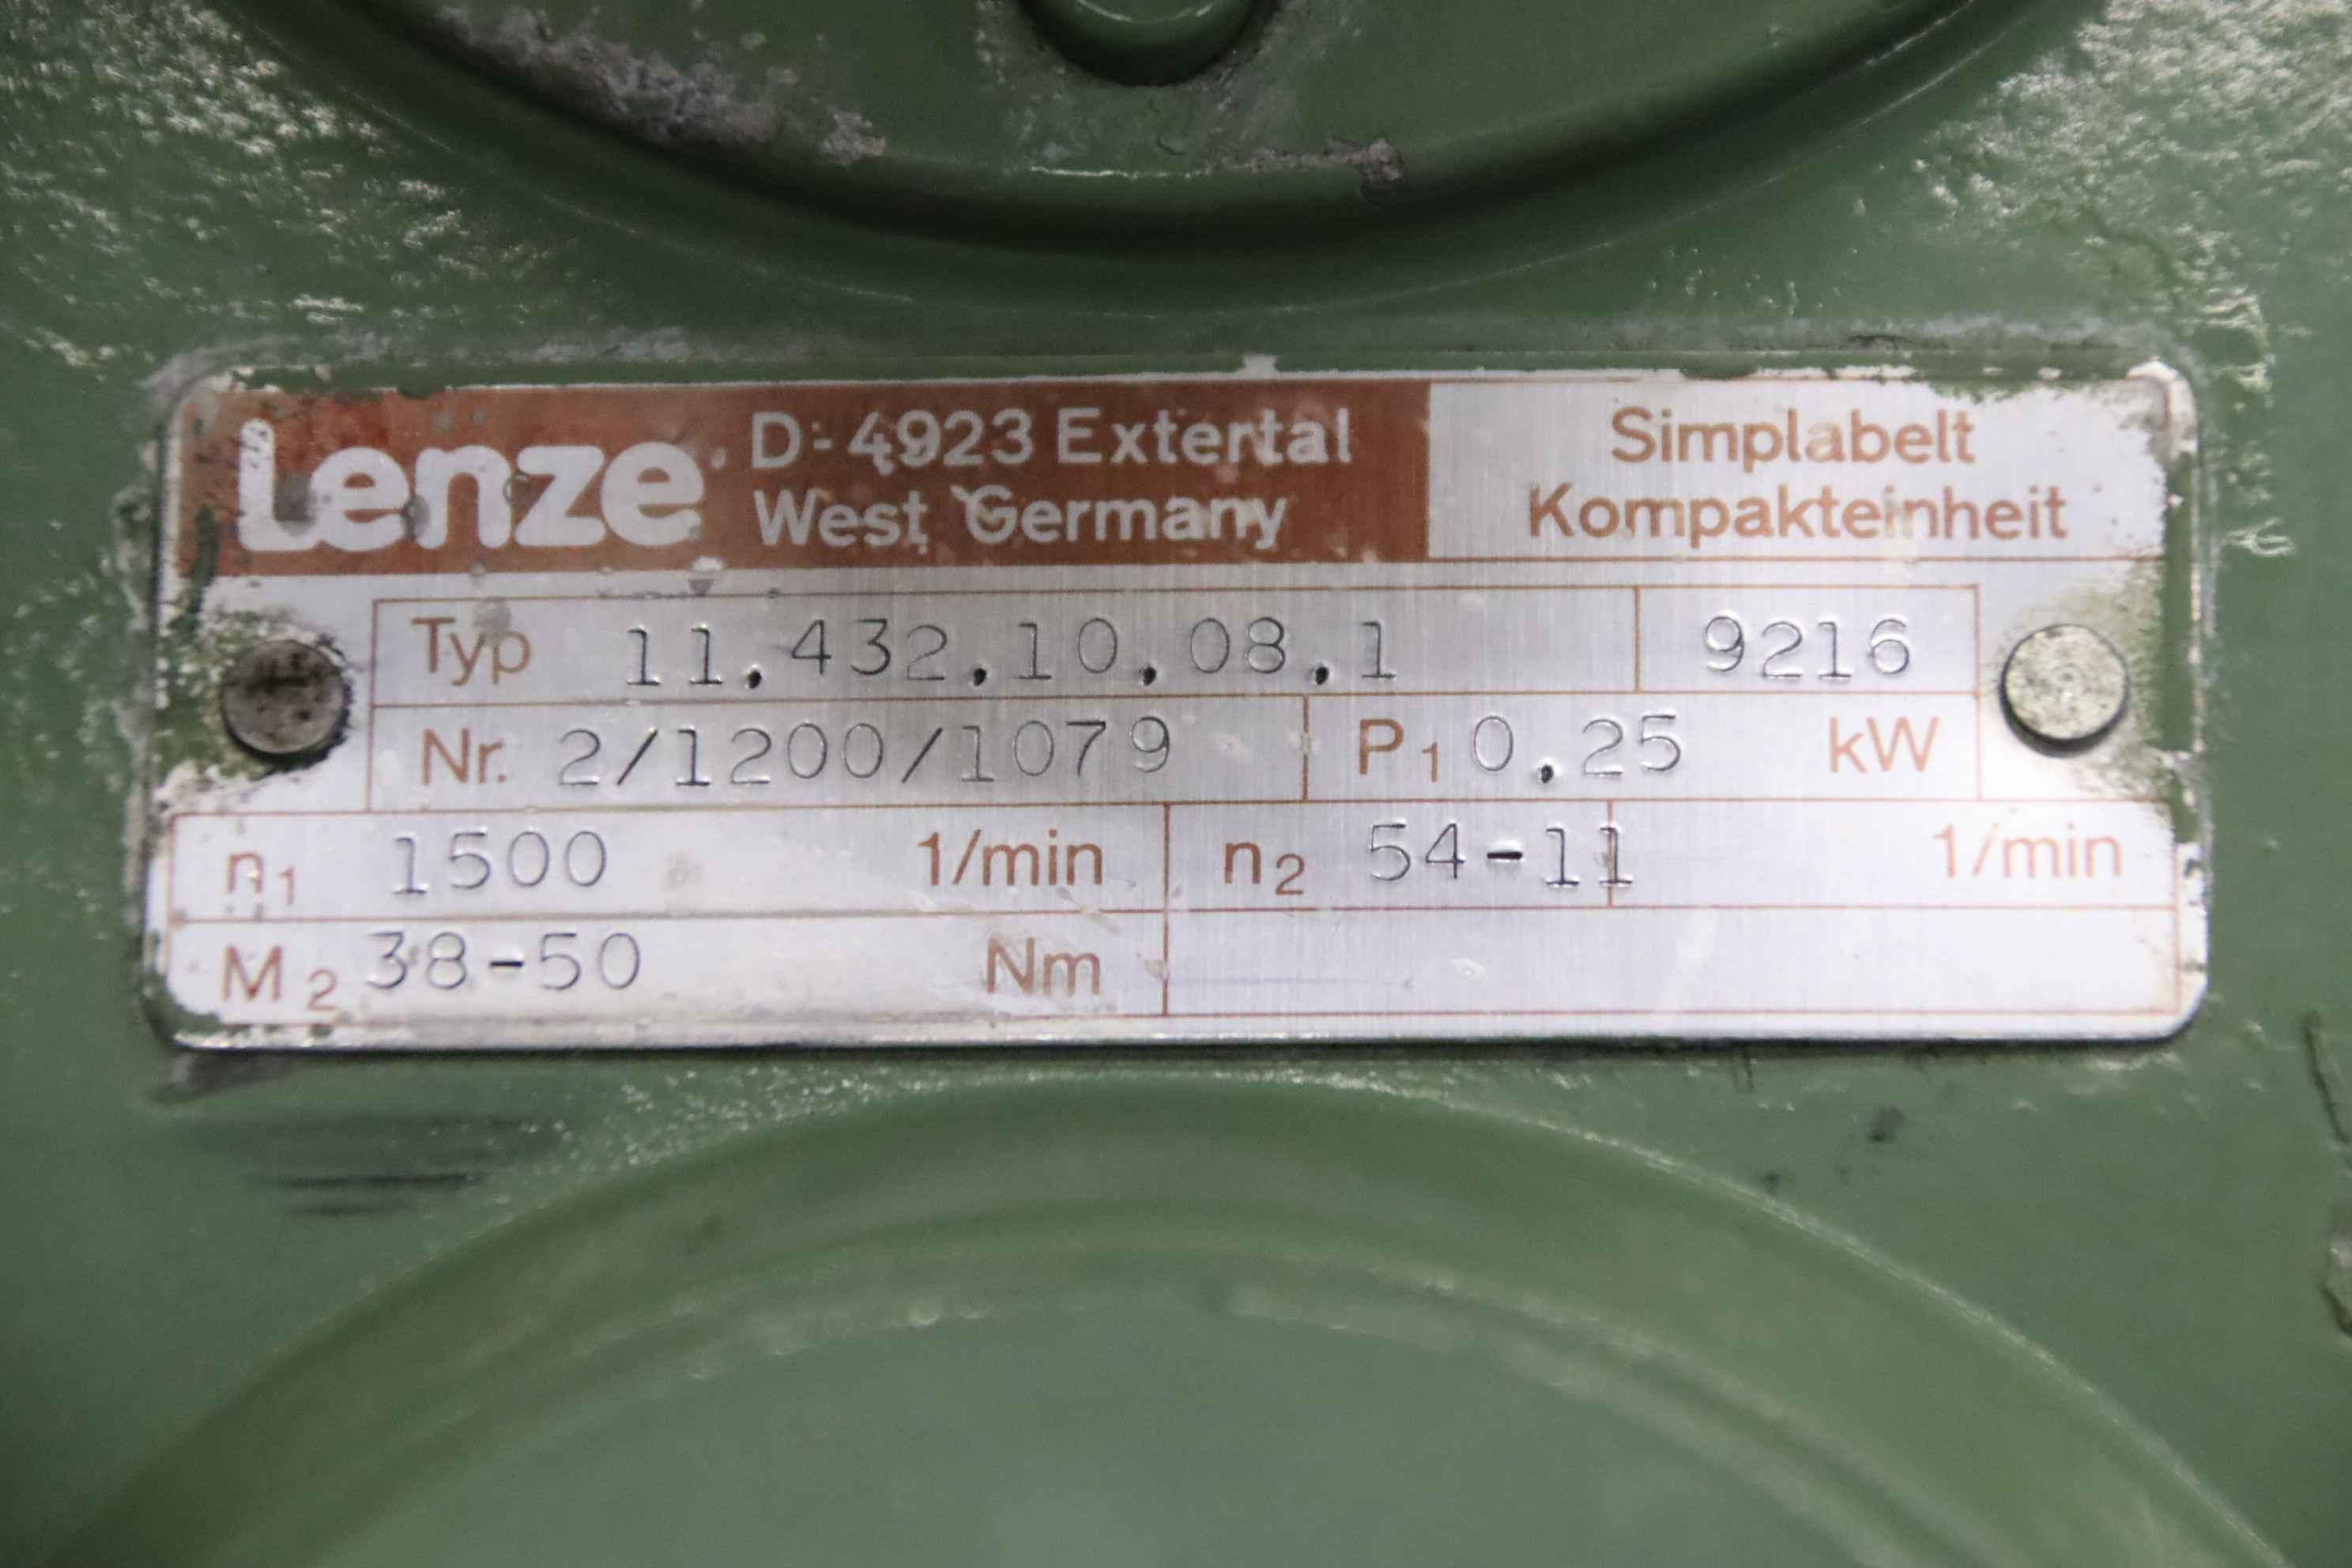 Lenze D-4923 Extertal
West Germany
Simplabelt
Kompakteinheit
Typ 11.432.10.08.1 9216
Nr. 2/1200/1079 P1 0.25 kW
n1 1500 1/min n2 54-11 1/min
M2 38-50 Nm